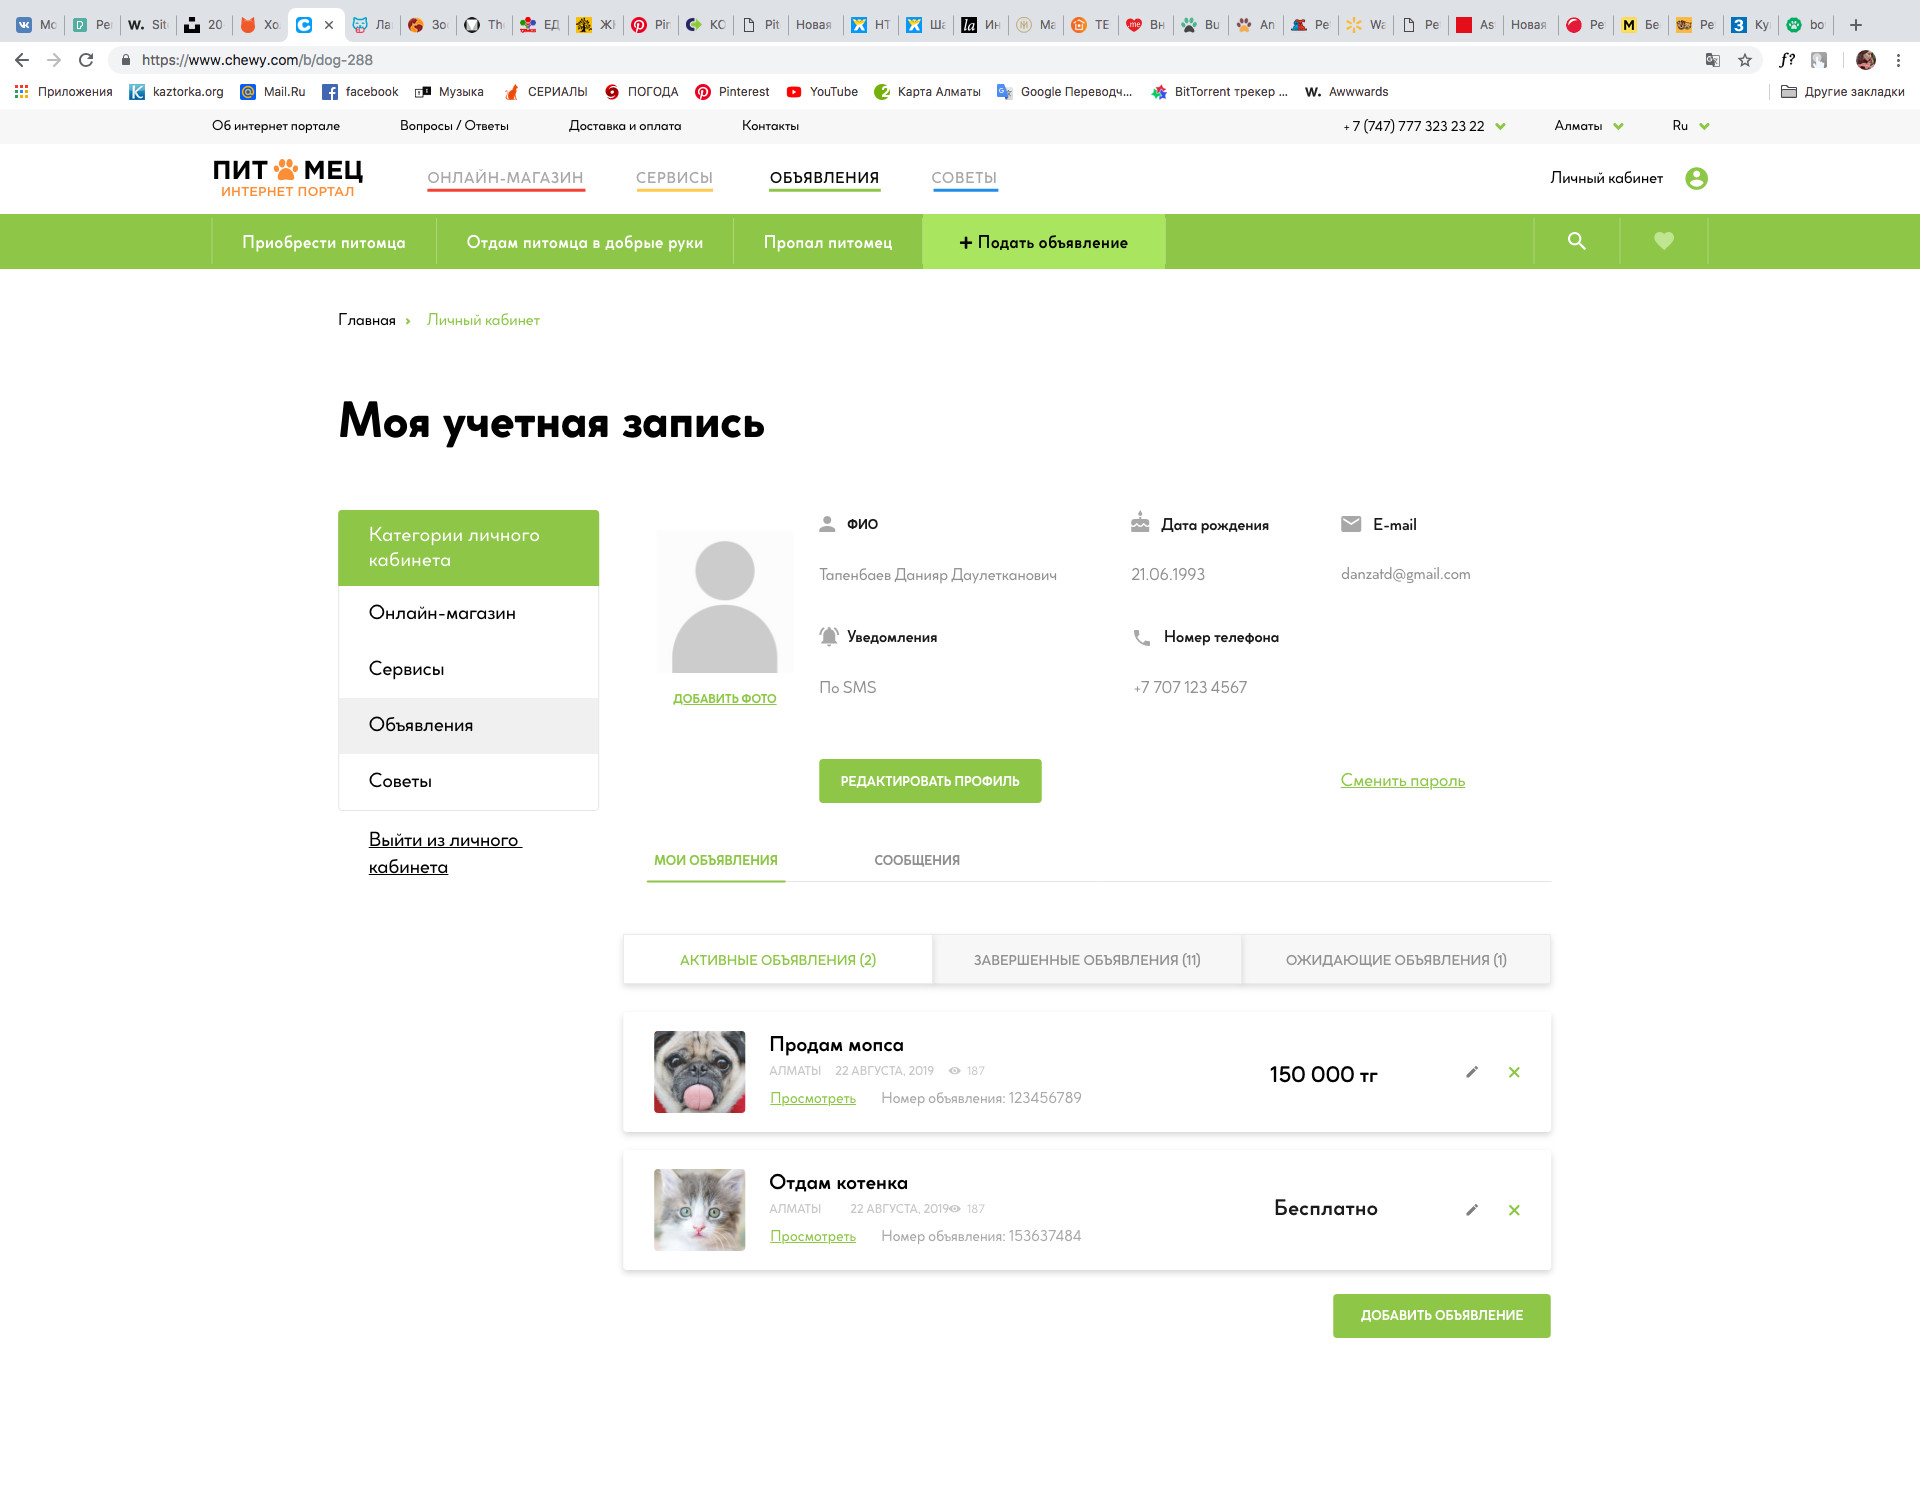 Мо
Ре
Sit
20
Хо
Ла
Зо
Th
ЕД
Ж
Pin
КС
Pit
Новая
НТ
Ша
Ин
Ма
ТЕ
Вн
Bu
An
Pe
Wa
Pe
As
Новая
Pe
Бе
Pe
Ку
bo
https://www.chewy.com/b/dog-288
Приложения
kaztorka.org
Mail.Ru
facebook
Музыка
СЕРИАЛЫ
ПОГОДА
Pinterest
YouTube
Карта Алматы
Google Переводч...
BitTorrent трекер ...
Awwwards
Другие закладки
Об интернет портале
Вопросы / Ответы
Доставка и оплата
Контакты
+ 7 (747) 777 323 23 22
Алматы
Ru
ПИТ МЕЦ
ИНТЕРНЕТ ПОРТАЛ
ОНЛАЙН-МАГАЗИН
СЕРВИСЫ
ОБЪЯВЛЕНИЯ
СОВЕТЫ
Личный кабинет
Приобрести питомца
Отдам питомца в добрые руки
Пропал питомец
+ Подать объявление
Главная
Личный кабинет
Моя учетная запись
Категории личного
кабинета
Онлайн-магазин
Сервисы
Объявления
Советы
Выйти из личного
кабинета
ДОБАВИТЬ ФОТО
ФИО
Тапенбаев Данияр Даулетканович
Дата рождения
21.06.1993
E-mail
danzatd@gmail.com
Уведомления
По SMS
Номер телефона
+7 707 123 4567
РЕДАКТИРОВАТЬ ПРОФИЛЬ
Сменить пароль
МОИ ОБЪЯВЛЕНИЯ
СООБЩЕНИЯ
АКТИВНЫЕ ОБЪЯВЛЕНИЯ (2)
ЗАВЕРШЕННЫЕ ОБЪЯВЛЕНИЯ (11)
ОЖИДАЮЩИЕ ОБЪЯВЛЕНИЯ (1)
Продам мопса
АЛМАТЫ 22 АВГУСТА, 2019 187
Просмотреть Номер объявления: 123456789
150 000 тг
Отдам котенка
АЛМАТЫ 22 АВГУСТА, 2019 187
Просмотреть Номер объявления: 153637484
Бесплатно
ДОБАВИТЬ ОБЪЯВЛЕНИЕ